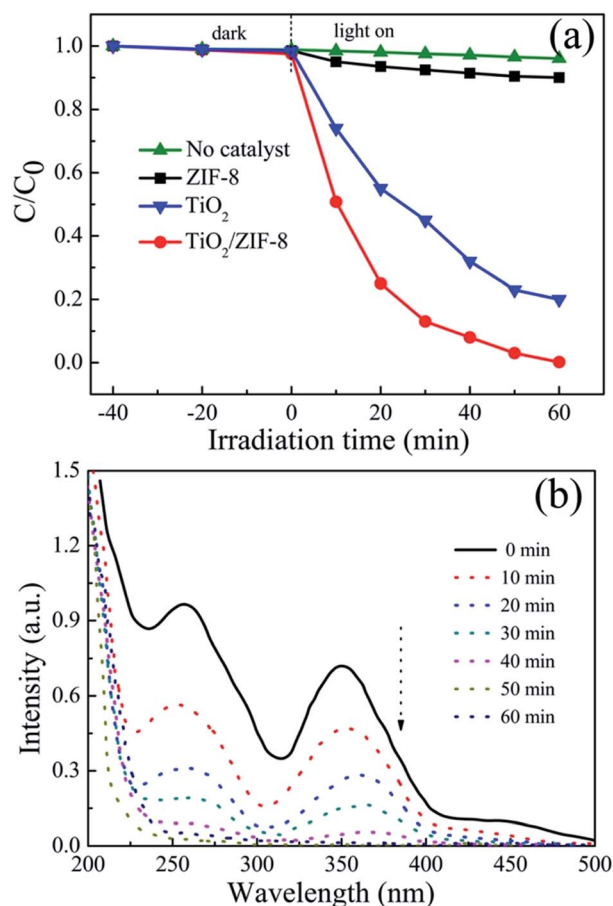 (a)
dark
light on
1.0
0.8
0.6
0.4
0.2
0.0
C/C0
No catalyst
ZIF-8
TiO2
TiO2/ZIF-8
-40
-20
0
20
40
60
Irradiation time (min)
(b)
1.5
1.2
0.9
0.6
0.3
0.0
Intensity (a.u.)
0 min
10 min
20 min
30 min
40 min
50 min
60 min
200
250
300
350
400
450
500
Wavelength (nm)